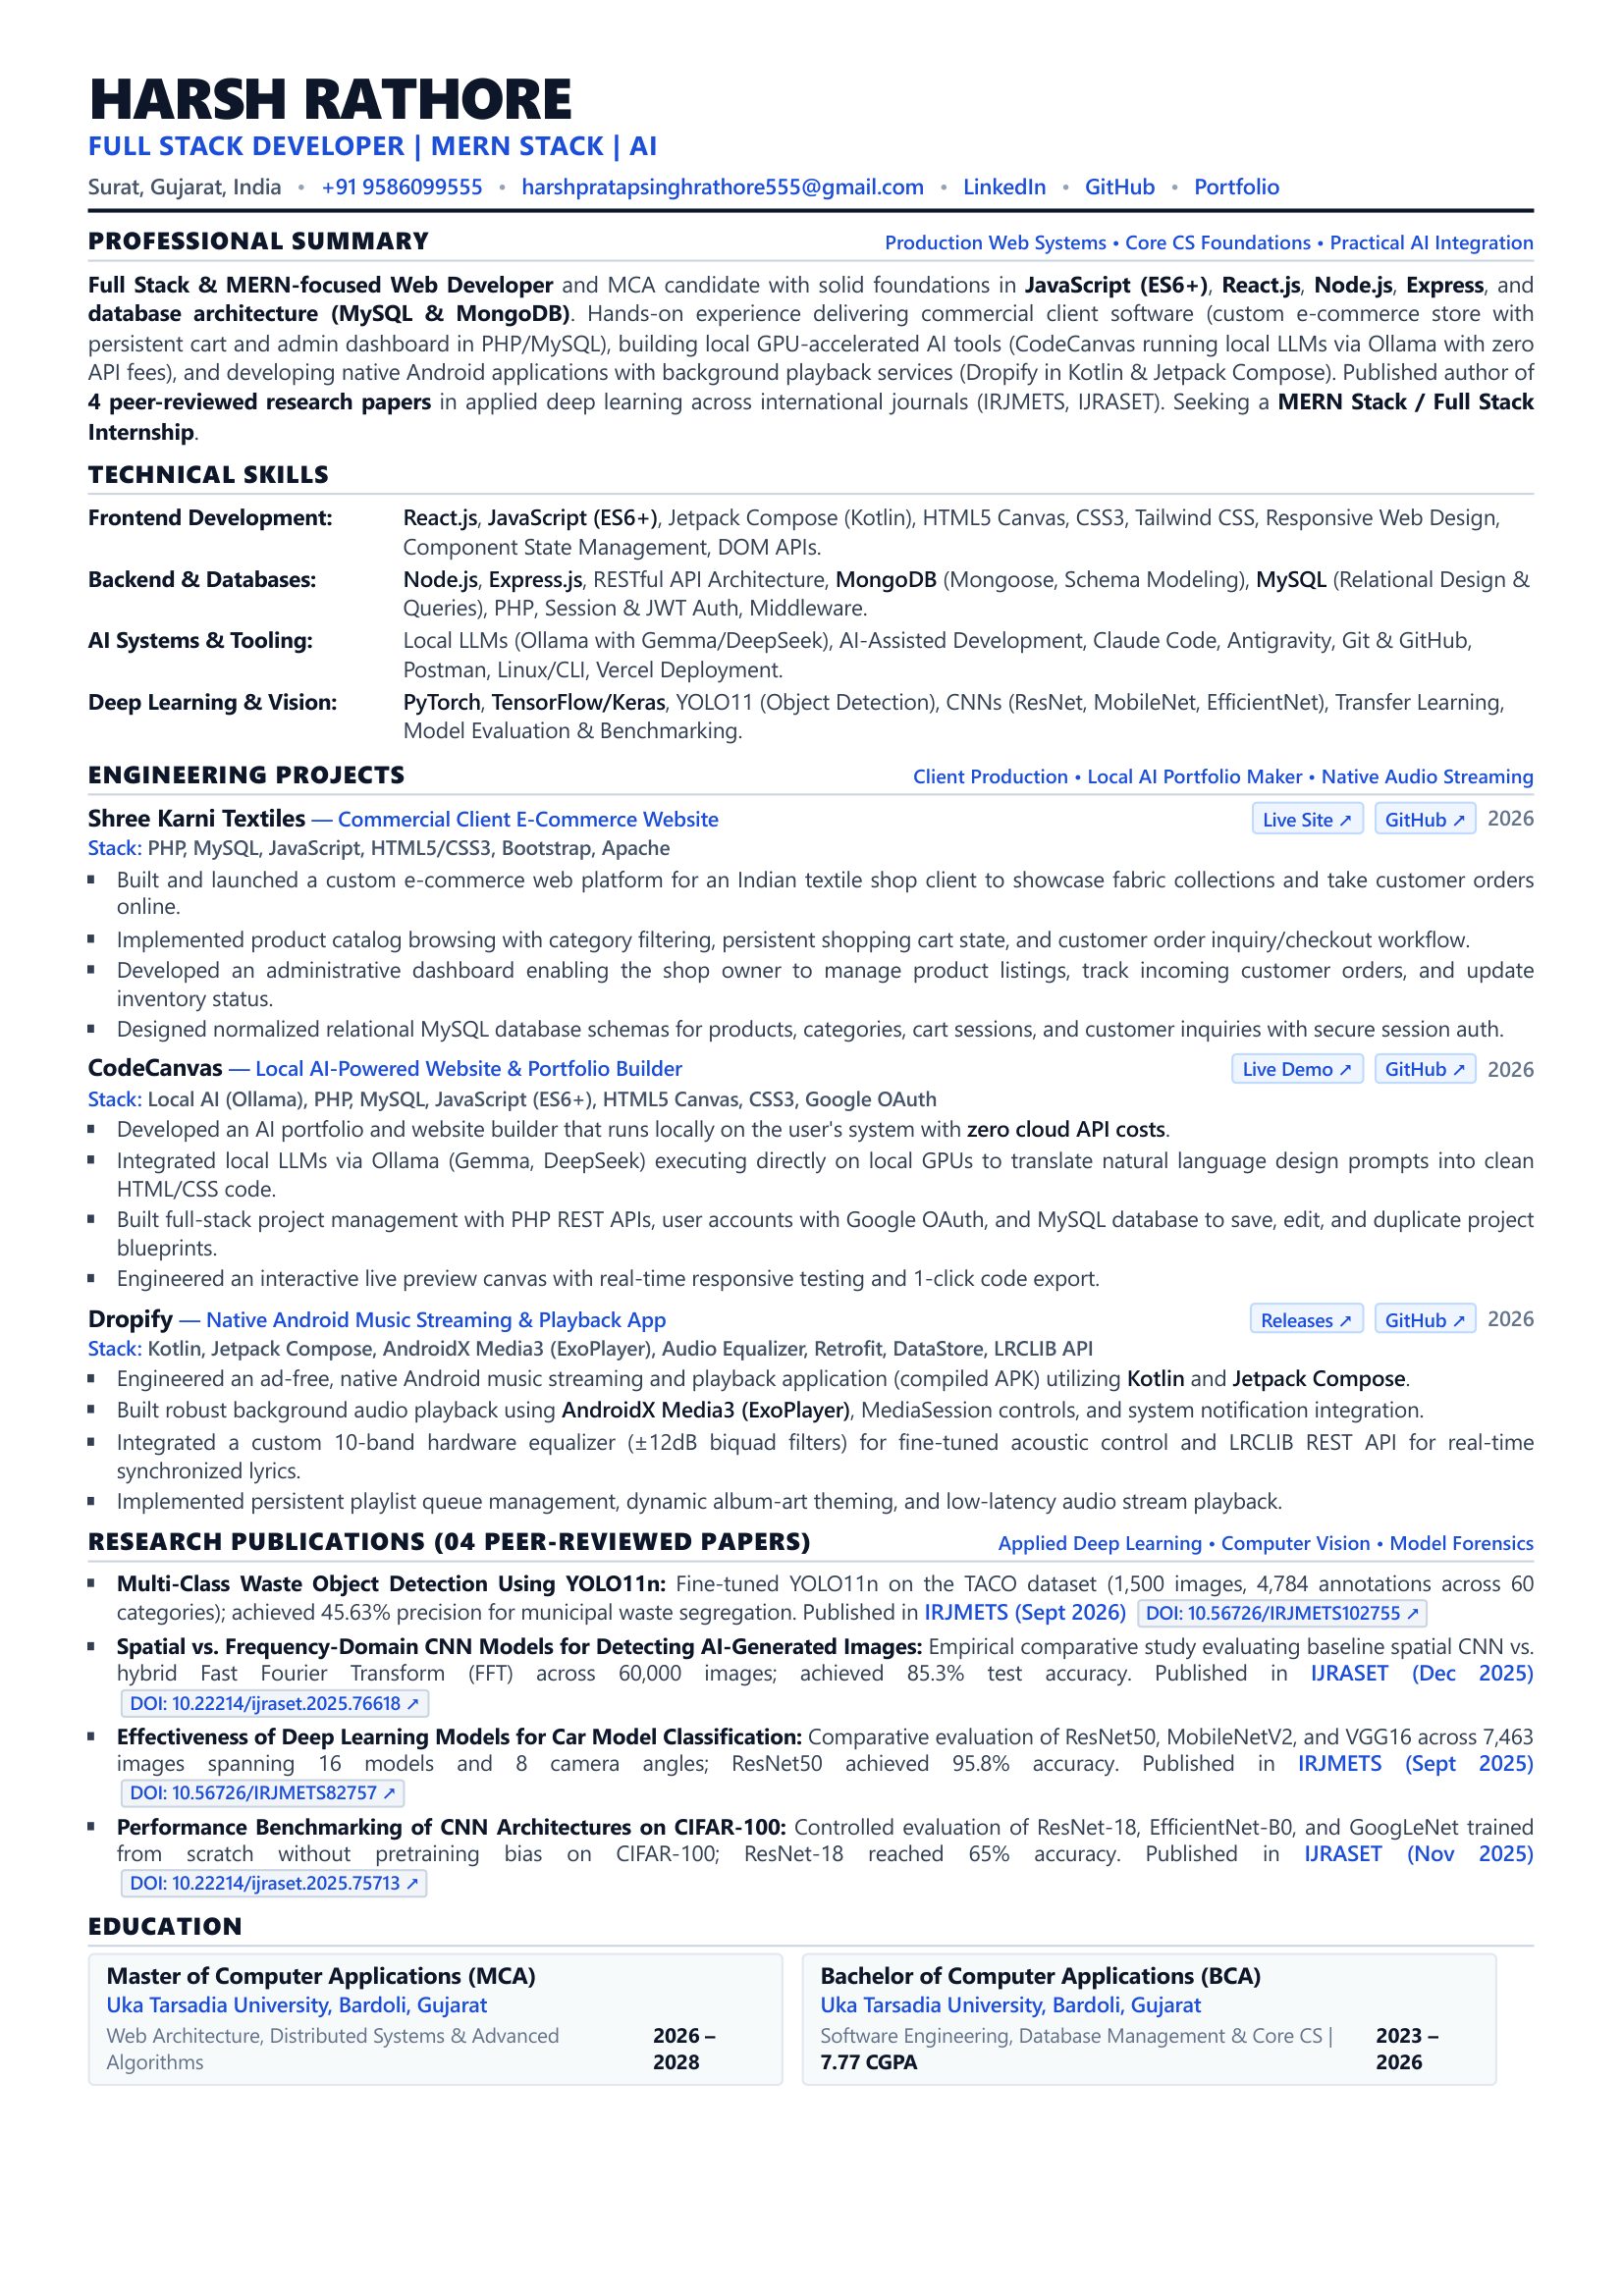 HARSH RATHORE
FULL STACK DEVELOPER | MERN STACK | AI
Surat, Gujarat, India • +91 9586099555 • harshpratapsinghrathore555@gmail.com • LinkedIn • GitHub • Portfolio
PROFESSIONAL SUMMARY Production Web Systems • Core CS Foundations • Practical AI Integration
Full Stack & MERN-focused Web Developer and MCA candidate with solid foundations in JavaScript (ES6+), React.js, Node.js, Express, and
database architecture (MySQL & MongoDB). Hands-on experience delivering commercial client software (custom e-commerce store with
persistent cart and admin dashboard in PHP/MySQL), building local GPU-accelerated AI tools (CodeCanvas running local LLMs via Ollama with zero
API fees), and developing native Android applications with background playback services (Dropify in Kotlin & Jetpack Compose). Published author of
4 peer-reviewed research papers in applied deep learning across international journals (IRJMETS, IJRASET). Seeking a MERN Stack / Full Stack
Internship.
TECHNICAL SKILLS
Frontend Development: React.js, JavaScript (ES6+), Jetpack Compose (Kotlin), HTML5 Canvas, CSS3, Tailwind CSS, Responsive Web Design,
Component State Management, DOM APIs.
Backend & Databases: Node.js, Express.js, RESTful API Architecture, MongoDB (Mongoose, Schema Modeling), MySQL (Relational Design &
Queries), PHP, Session & JWT Auth, Middleware.
AI Systems & Tooling: Local LLMs (Ollama with Gemma/DeepSeek), AI-Assisted Development, Claude Code, Antigravity, Git & GitHub,
Postman, Linux/CLI, Vercel Deployment.
Deep Learning & Vision: PyTorch, TensorFlow/Keras, YOLO11 (Object Detection), CNNs (ResNet, MobileNet, EfficientNet), Transfer Learning,
Model Evaluation & Benchmarking.
ENGINEERING PROJECTS Client Production • Local AI Portfolio Maker • Native Audio Streaming
Shree Karni Textiles — Commercial Client E-Commerce Website Live Site ↗ GitHub ↗ 2026
Stack: PHP, MySQL, JavaScript, HTML5/CSS3, Bootstrap, Apache
▪ Built and launched a custom e-commerce web platform for an Indian textile shop client to showcase fabric collections and take customer orders
online.
▪ Implemented product catalog browsing with category filtering, persistent shopping cart state, and customer order inquiry/checkout workflow.
▪ Developed an administrative dashboard enabling the shop owner to manage product listings, track incoming customer orders, and update
inventory status.
▪ Designed normalized relational MySQL database schemas for products, categories, cart sessions, and customer inquiries with secure session auth.
CodeCanvas — Local AI-Powered Website & Portfolio Builder Live Demo ↗ GitHub ↗ 2026
Stack: Local AI (Ollama), PHP, MySQL, JavaScript (ES6+), HTML5 Canvas, CSS3, Google OAuth
▪ Developed an AI portfolio and website builder that runs locally on the user's system with zero cloud API costs.
▪ Integrated local LLMs via Ollama (Gemma, DeepSeek) executing directly on local GPUs to translate natural language design prompts into clean
HTML/CSS code.
▪ Built full-stack project management with PHP REST APIs, user accounts with Google OAuth, and MySQL database to save, edit, and duplicate project
blueprints.
▪ Engineered an interactive live preview canvas with real-time responsive testing and 1-click code export.
Dropify — Native Android Music Streaming & Playback App Releases ↗ GitHub ↗ 2026
Stack: Kotlin, Jetpack Compose, AndroidX Media3 (ExoPlayer), Audio Equalizer, Retrofit, DataStore, LRCLIB API
▪ Engineered an ad-free, native Android music streaming and playback application (compiled APK) utilizing Kotlin and Jetpack Compose.
▪ Built robust background audio playback using AndroidX Media3 (ExoPlayer), MediaSession controls, and system notification integration.
▪ Integrated a custom 10-band hardware equalizer (±12dB biquad filters) for fine-tuned acoustic control and LRCLIB REST API for real-time
synchronized lyrics.
▪ Implemented persistent playlist queue management, dynamic album-art theming, and low-latency audio stream playback.
RESEARCH PUBLICATIONS (04 PEER-REVIEWED PAPERS) Applied Deep Learning • Computer Vision • Model Forensics
▪ Multi-Class Waste Object Detection Using YOLO11n: Fine-tuned YOLO11n on the TACO dataset (1,500 images, 4,784 annotations across 60
categories); achieved 45.63% precision for municipal waste segregation. Published in IRJMETS (Sept 2026) DOI: 10.56726/IRJMETS102755 ↗
▪ Spatial vs. Frequency-Domain CNN Models for Detecting AI-Generated Images: Empirical comparative study evaluating baseline spatial CNN vs.
hybrid Fast Fourier Transform (FFT) across 60,000 images; achieved 85.3% test accuracy. Published in IJRASET (Dec 2025)
DOI: 10.22214/ijraset.2025.76618 ↗
▪ Effectiveness of Deep Learning Models for Car Model Classification: Comparative evaluation of ResNet50, MobileNetV2, and VGG16 across 7,463
images spanning 16 models and 8 camera angles; ResNet50 achieved 95.8% accuracy. Published in IRJMETS (Sept 2025)
DOI: 10.56726/IRJMETS82757 ↗
▪ Performance Benchmarking of CNN Architectures on CIFAR-100: Controlled evaluation of ResNet-18, EfficientNet-B0, and GoogLeNet trained
from scratch without pretraining bias on CIFAR-100; ResNet-18 reached 65% accuracy. Published in IJRASET (Nov 2025)
DOI: 10.22214/ijraset.2025.75713 ↗
EDUCATION
Master of Computer Applications (MCA)
Uka Tarsadia University, Bardoli, Gujarat
Web Architecture, Distributed Systems & Advanced 2026 –
Algorithms 2028
Bachelor of Computer Applications (BCA)
Uka Tarsadia University, Bardoli, Gujarat
Software Engineering, Database Management & Core CS | 2023 –
7.77 CGPA 2026